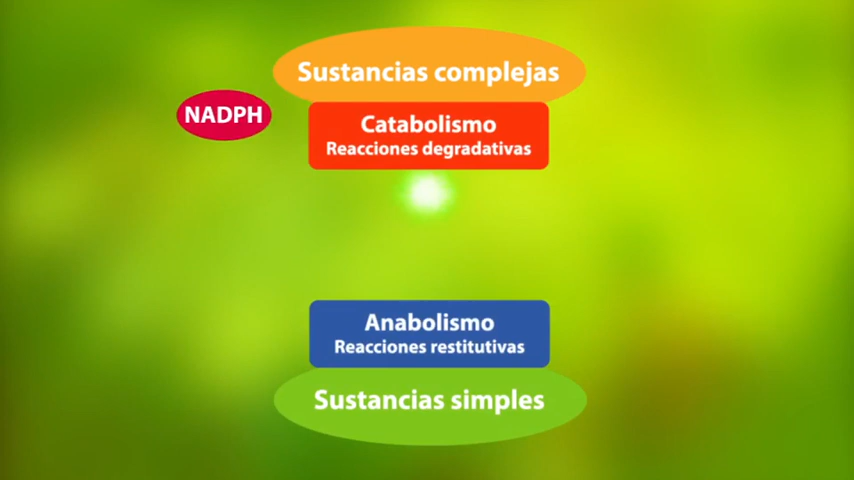 Sustancias complejas
NADPH
Catabolismo
Reacciones degradativas
Anabolismo
Reacciones restitutivas
Sustancias simples